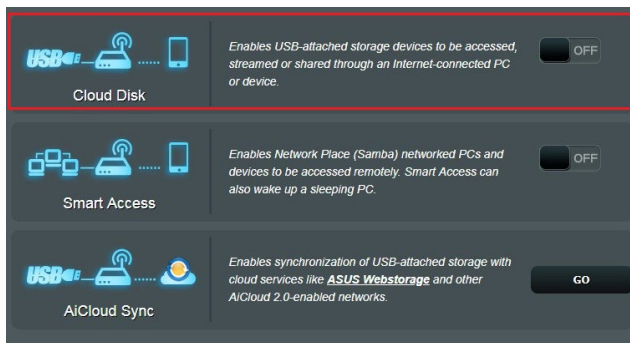 USB
Cloud Disk
Enables USB-attached storage devices to be accessed,
streamed or shared through an Internet-connected PC
or device.
OFF
Smart Access
Enables Network Place (Samba) networked PCs and
devices to be accessed remotely. Smart Access can
also wake up a sleeping PC.
OFF
USB
AiCloud Sync
Enables synchronization of USB-attached storage with
cloud services like ASUS Webstorage and other
AiCloud 2.0-enabled networks.
GO